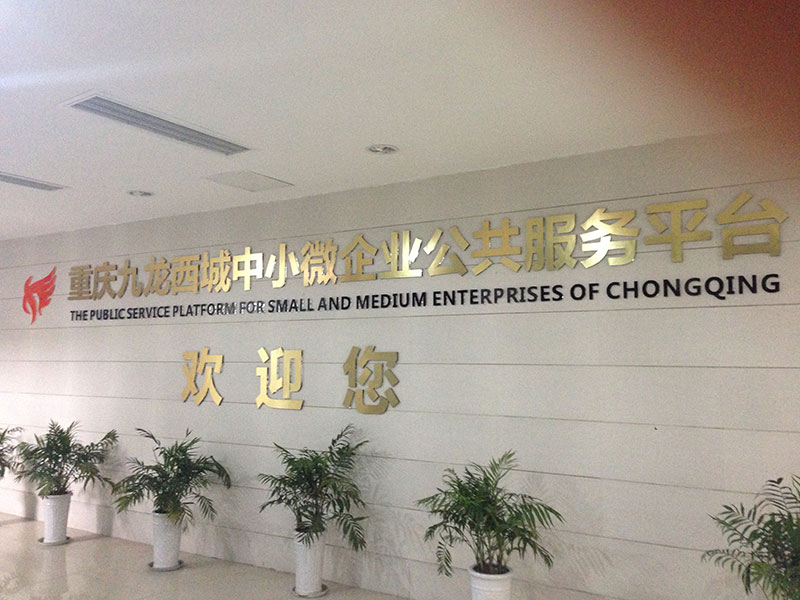 重庆九龙西城中小微企业公共服务平台
THE PUBLIC SERVICE PLATFORM FOR SMALL AND MEDIUM ENTERPRISES OF CHONGQING
欢迎您